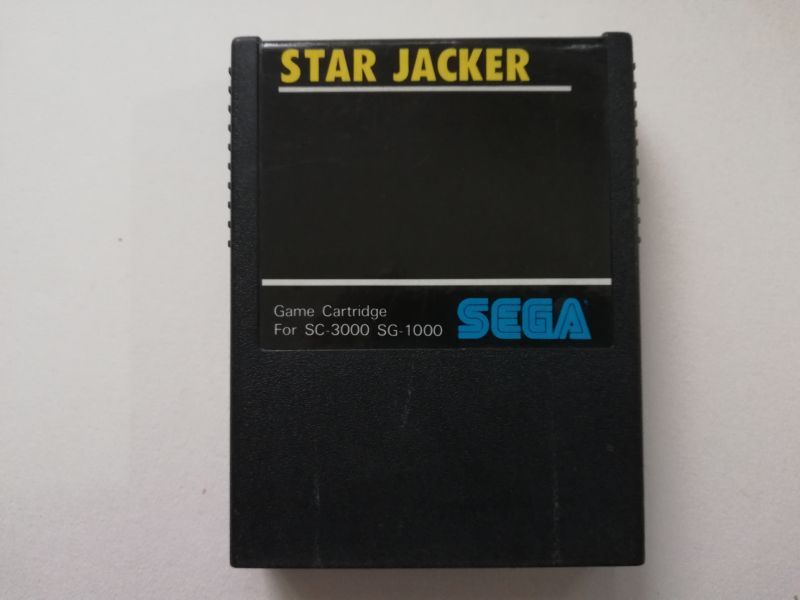 STAR JACKER
Game Cartridge
For SC-3000 SG-1000
SEGA